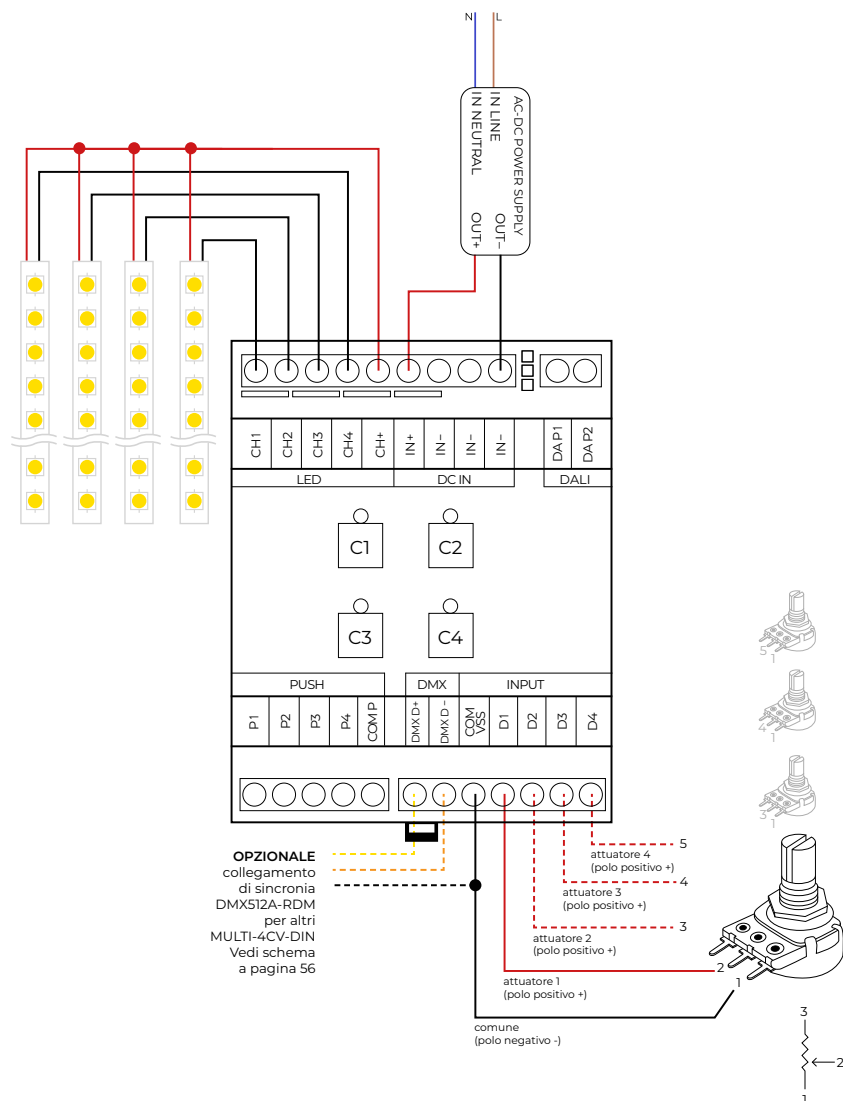 N L
IN NEUTRAL
IN LINE
AC-DC POWER SUPPLY
OUT+
OUT-
CH1
CH2
CH3
CH4
CH+
IN+
IN-
IN-
IN-
DA P1
DA P2
LED
DC IN
DALI
C1
C2
C3
C4
PUSH
DMX
INPUT
P1
P2
P3
P4
COM P
DMX D+
DMX D-
COM
VSS
D1
D2
D3
D4
OPZIONALE
collegamento
di sincronia
DMX512A-RDM
per altri
MULTI-4CV-DIN
Vedi schema
a pagina 56
5
attuatore 4
(polo positivo +)
4
attuatore 3
(polo positivo +)
3
attuatore 2
(polo positivo +)
2
attuatore 1
(polo positivo +)
1
comune
(polo negativo -)
5
1
4
1
3
1
3
2
1